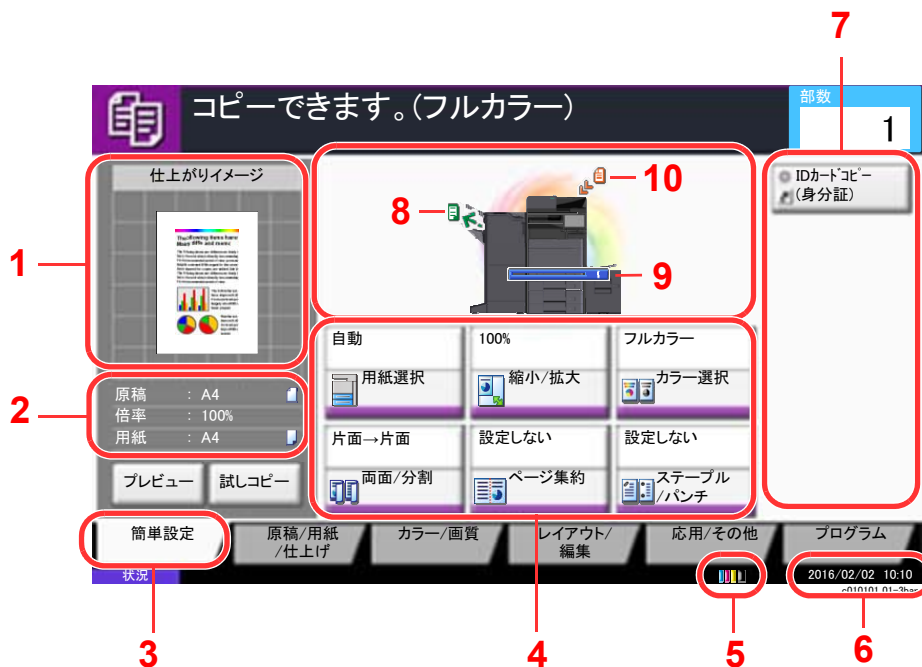 7
コピーできます。(フルカラー)
部数
1
仕上がりイメージ
IDカードコピー
(身分証)
10
8
1
9
自動
100%
フルカラー
用紙選択
縮小/拡大
カラー選択
2
原稿 : A4
倍率 : 100%
用紙 : A4
片面→片面
設定しない
設定しない
両面/分割
ページ集約
ステープル
/パンチ
プレビュー
試しコピー
簡単設定
原稿/用紙
/仕上げ
カラー/画質
レイアウト/
編集
応用/その他
プログラム
状況
2016/02/02 10:10
3
4
5
6